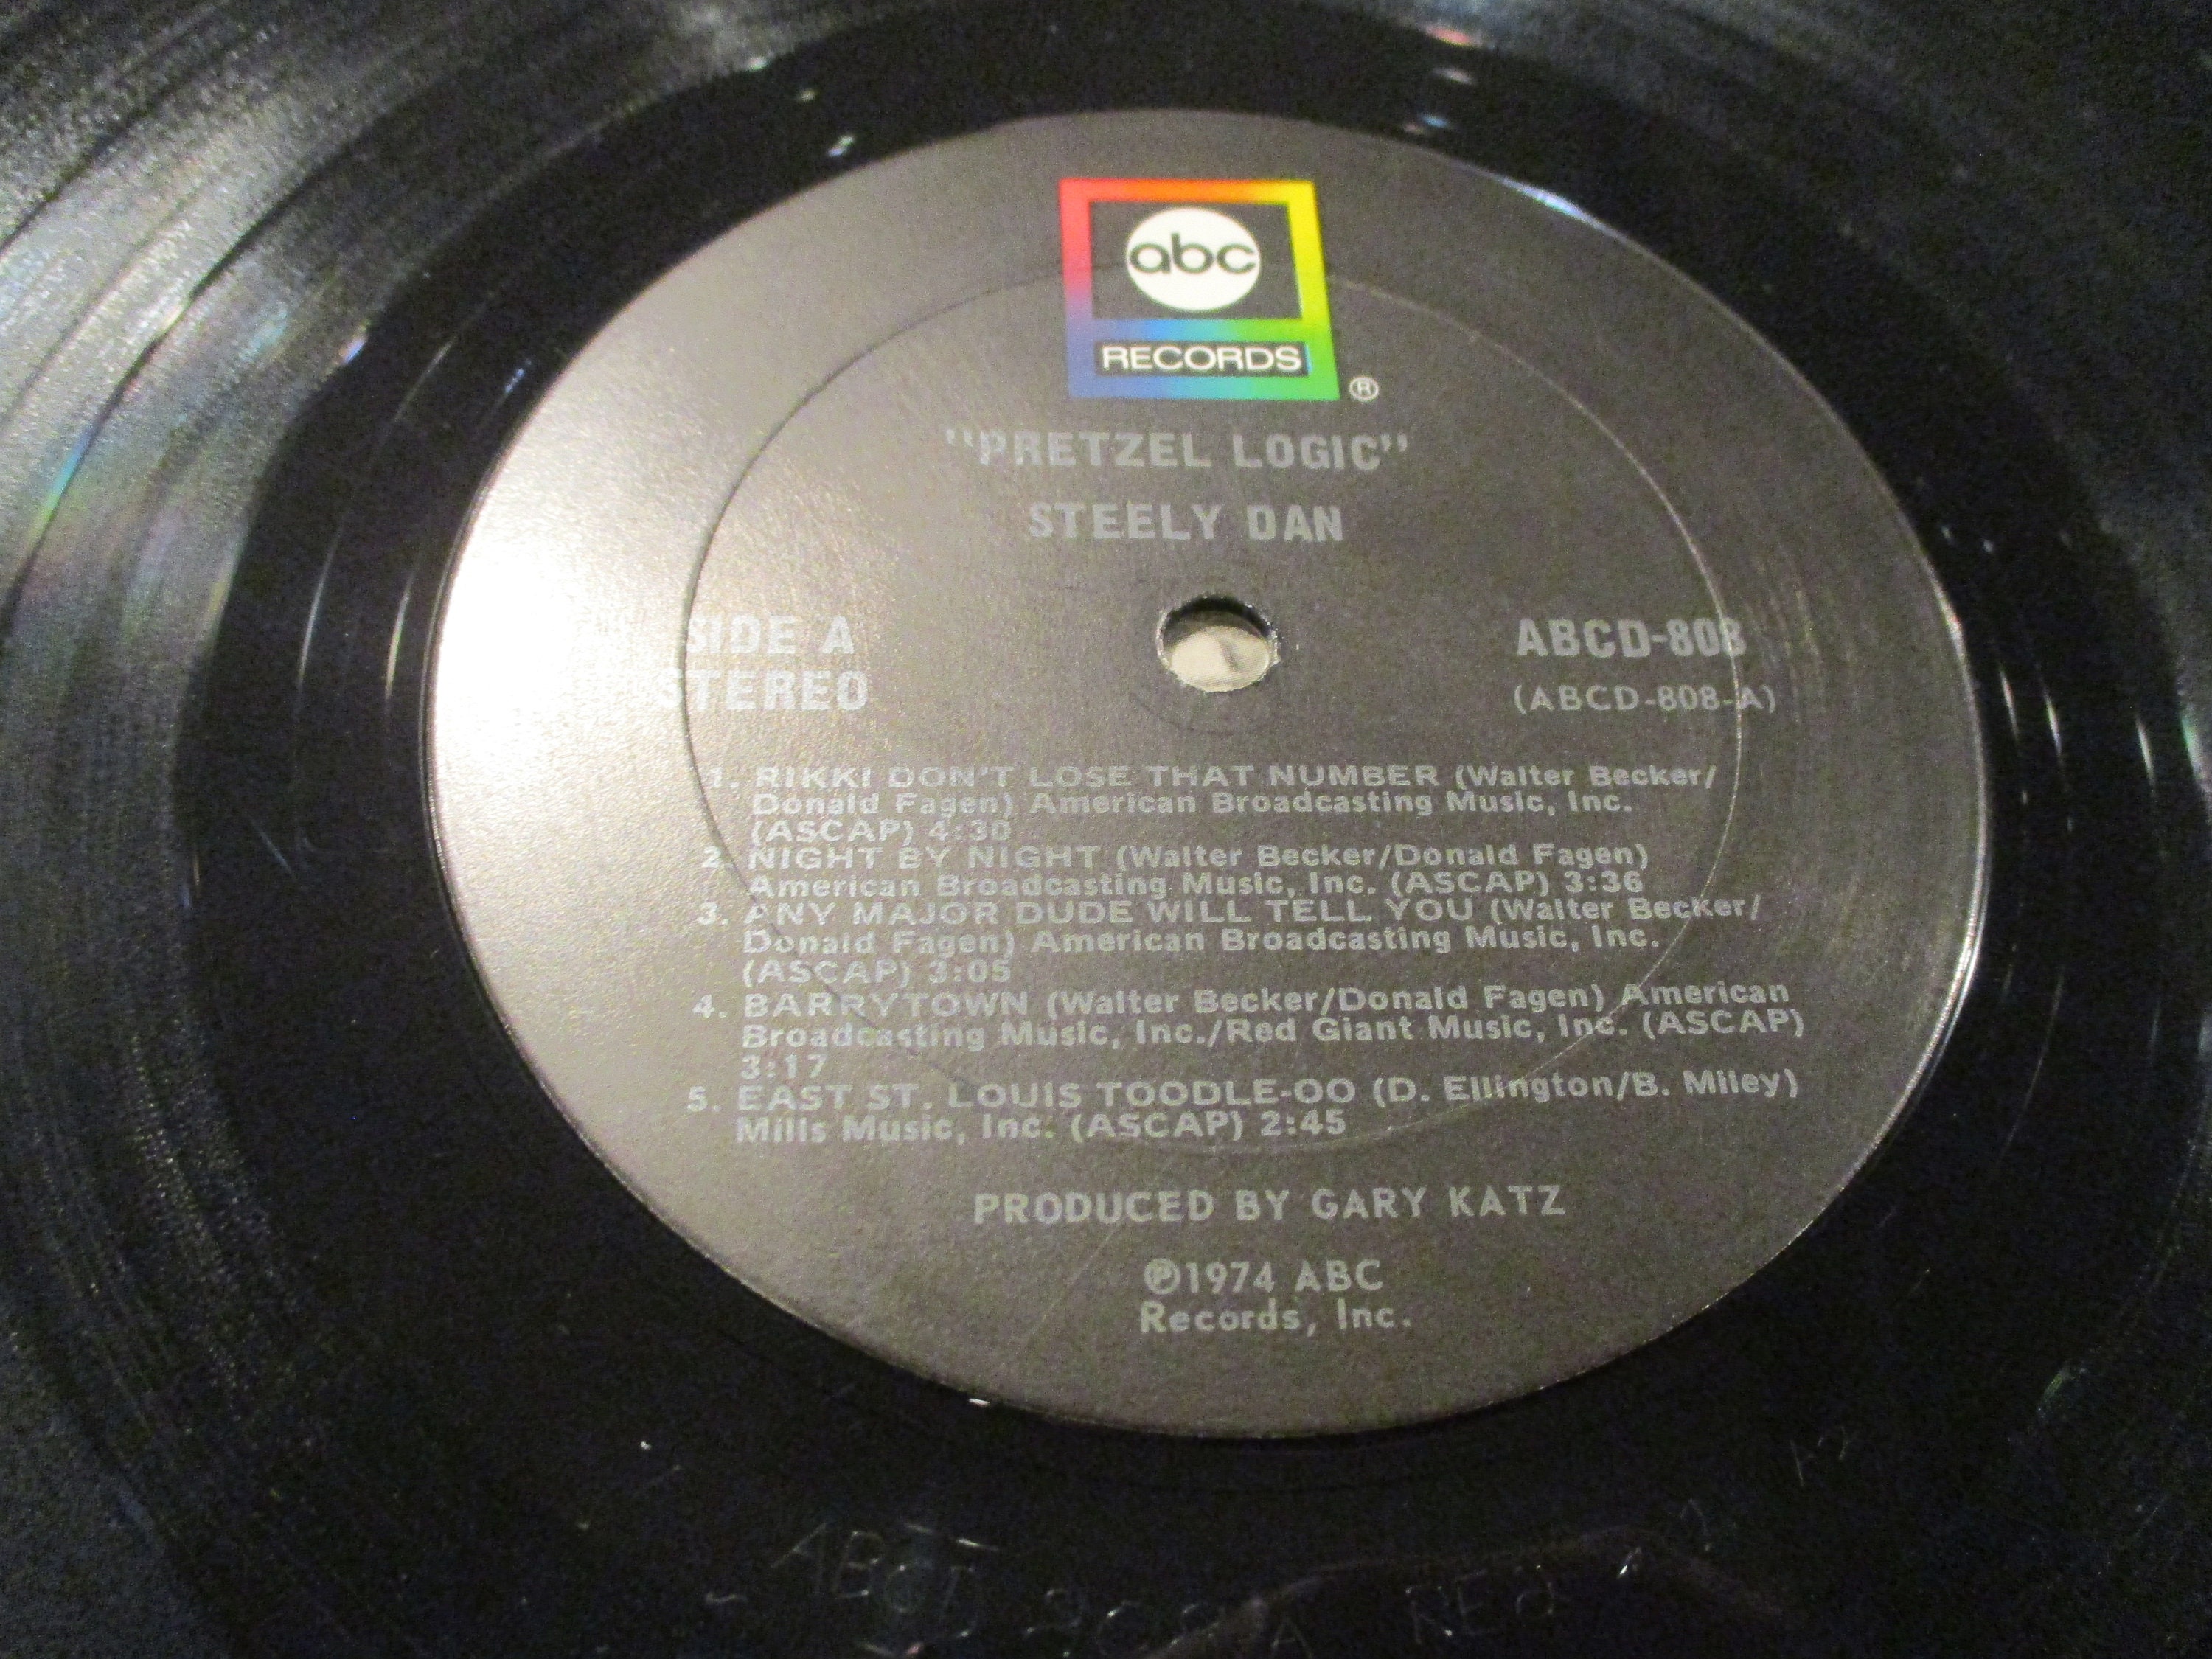 abc
RECORDS ®
"PRETZEL LOGIC"
STEELY DAN
SIDE A
STEREO
ABCD-808
(ABCD-808-A)
1. RIKKI DON'T LOSE THAT NUMBER (Walter Becker/
Donald Fagen) American Broadcasting Music, Inc.
(ASCAP) 4:30
2. NIGHT BY NIGHT (Walter Becker/Donald Fagen)
American Broadcasting Music, Inc. (ASCAP) 3:36
3. ANY MAJOR DUDE WILL TELL YOU (Walter Becker/
Donald Fagen) American Broadcasting Music, Inc.
(ASCAP) 3:05
4. BARRYTOWN (Walter Becker/Donald Fagen) American
Broadcasting Music, Inc./Red Giant Music, Inc. (ASCAP)
3:17
5. EAST ST. LOUIS TOODLE-OO (D. Ellington/B. Miley)
Mills Music, Inc. (ASCAP) 2:45
PRODUCED BY GARY KATZ
℗1974 ABC
Records, Inc.
ABCD 808 A RE2